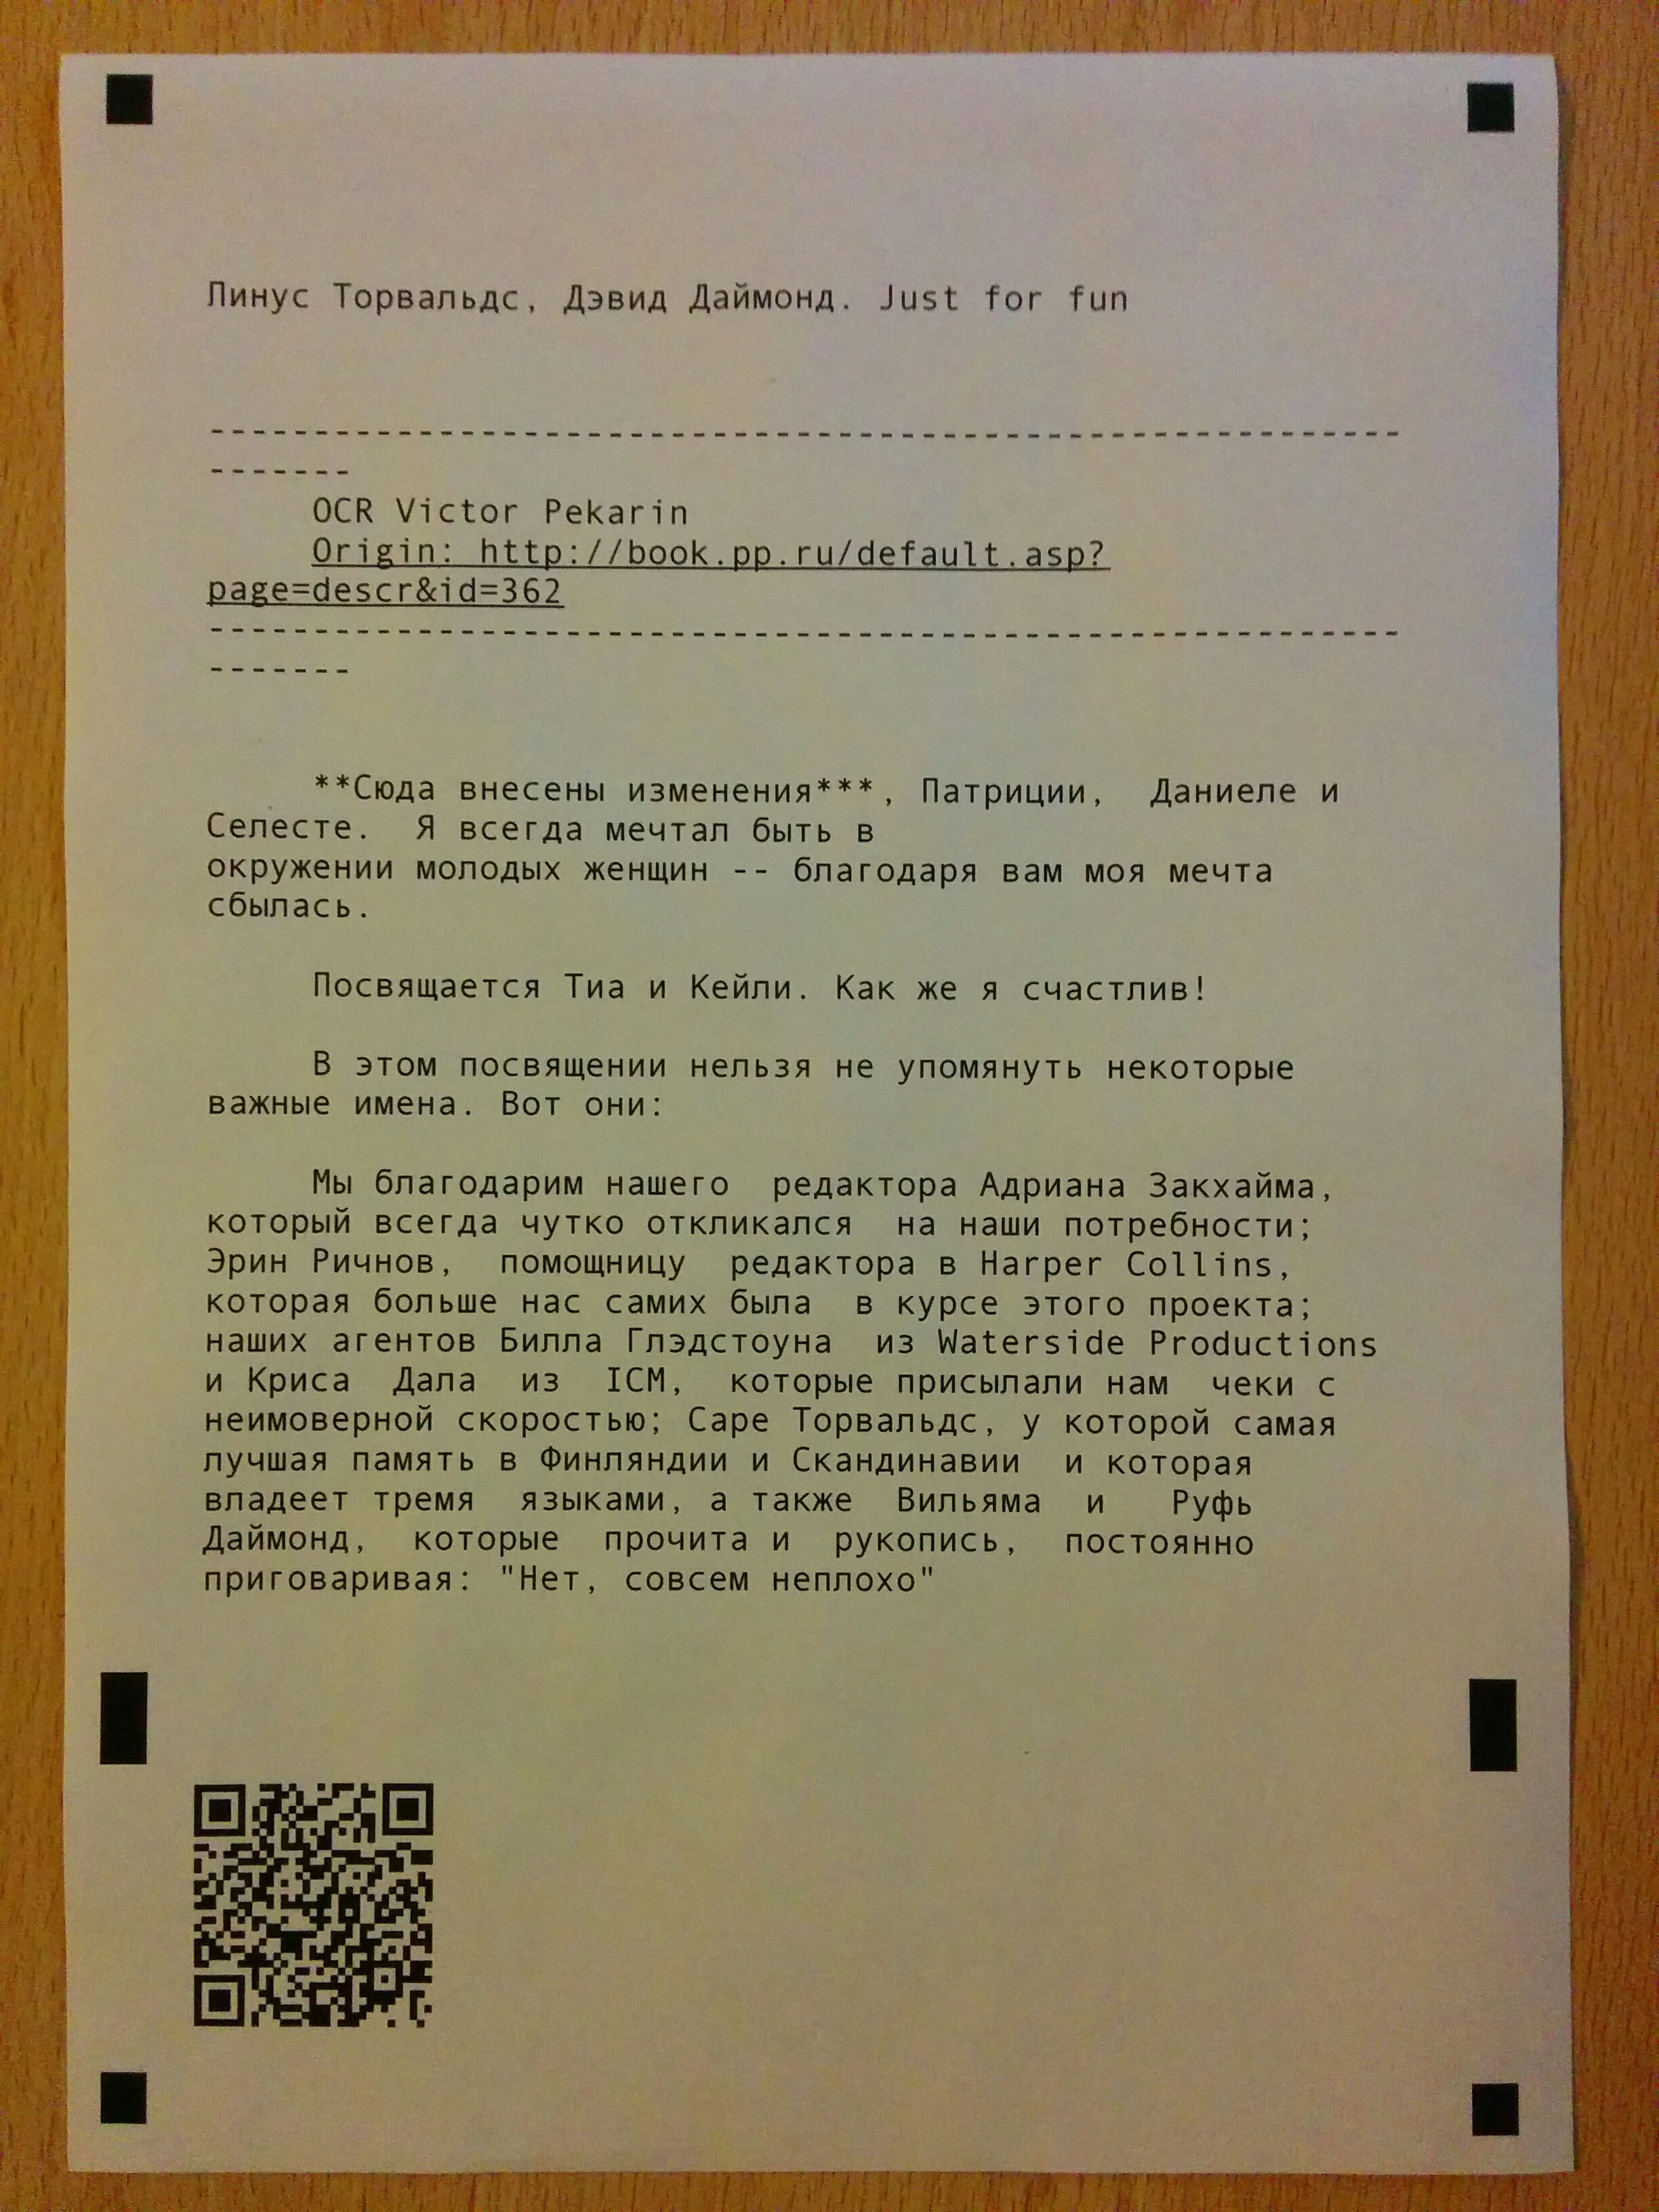 Линус Торвальдс, Дэвид Даймонд. Just for fun
---------------------------------------------------------
-------
OCR Victor Pekarin
Origin: http://book.pp.ru/default.asp?
page=descr&id=362
---------------------------------------------------------
-------
**Сюда внесены изменения***, Патриции,  Даниеле и
Селесте.  Я всегда мечтал быть в
окружении молодых женщин -- благодаря вам моя мечта
сбылась.
Посвящается Тиа и Кейли. Как же я счастлив!
В этом посвящении нельзя не упомянуть некоторые
важные имена. Вот они:
Мы благодарим нашего  редактора Адриана Закхайма,
который всегда чутко откликался  на наши потребности;
Эрин Ричнов,  помощницу  редактора в Harper Collins,
которая больше нас самих была  в курсе этого проекта;
наших агентов Билла Глэдстоуна  из Waterside Productions
и Криса  Дала  из  ICM,  которые присылали нам  чеки с
неимоверной скоростью; Саре Торвальдс, у которой самая
лучшая память в Финляндии и Скандинавии  и которая
владеет тремя  языками, а также  Вильяма  и   Руфь
Даймонд,  которые  прочита и  рукопись,  постоянно
приговаривая: "Нет, совсем неплохо"